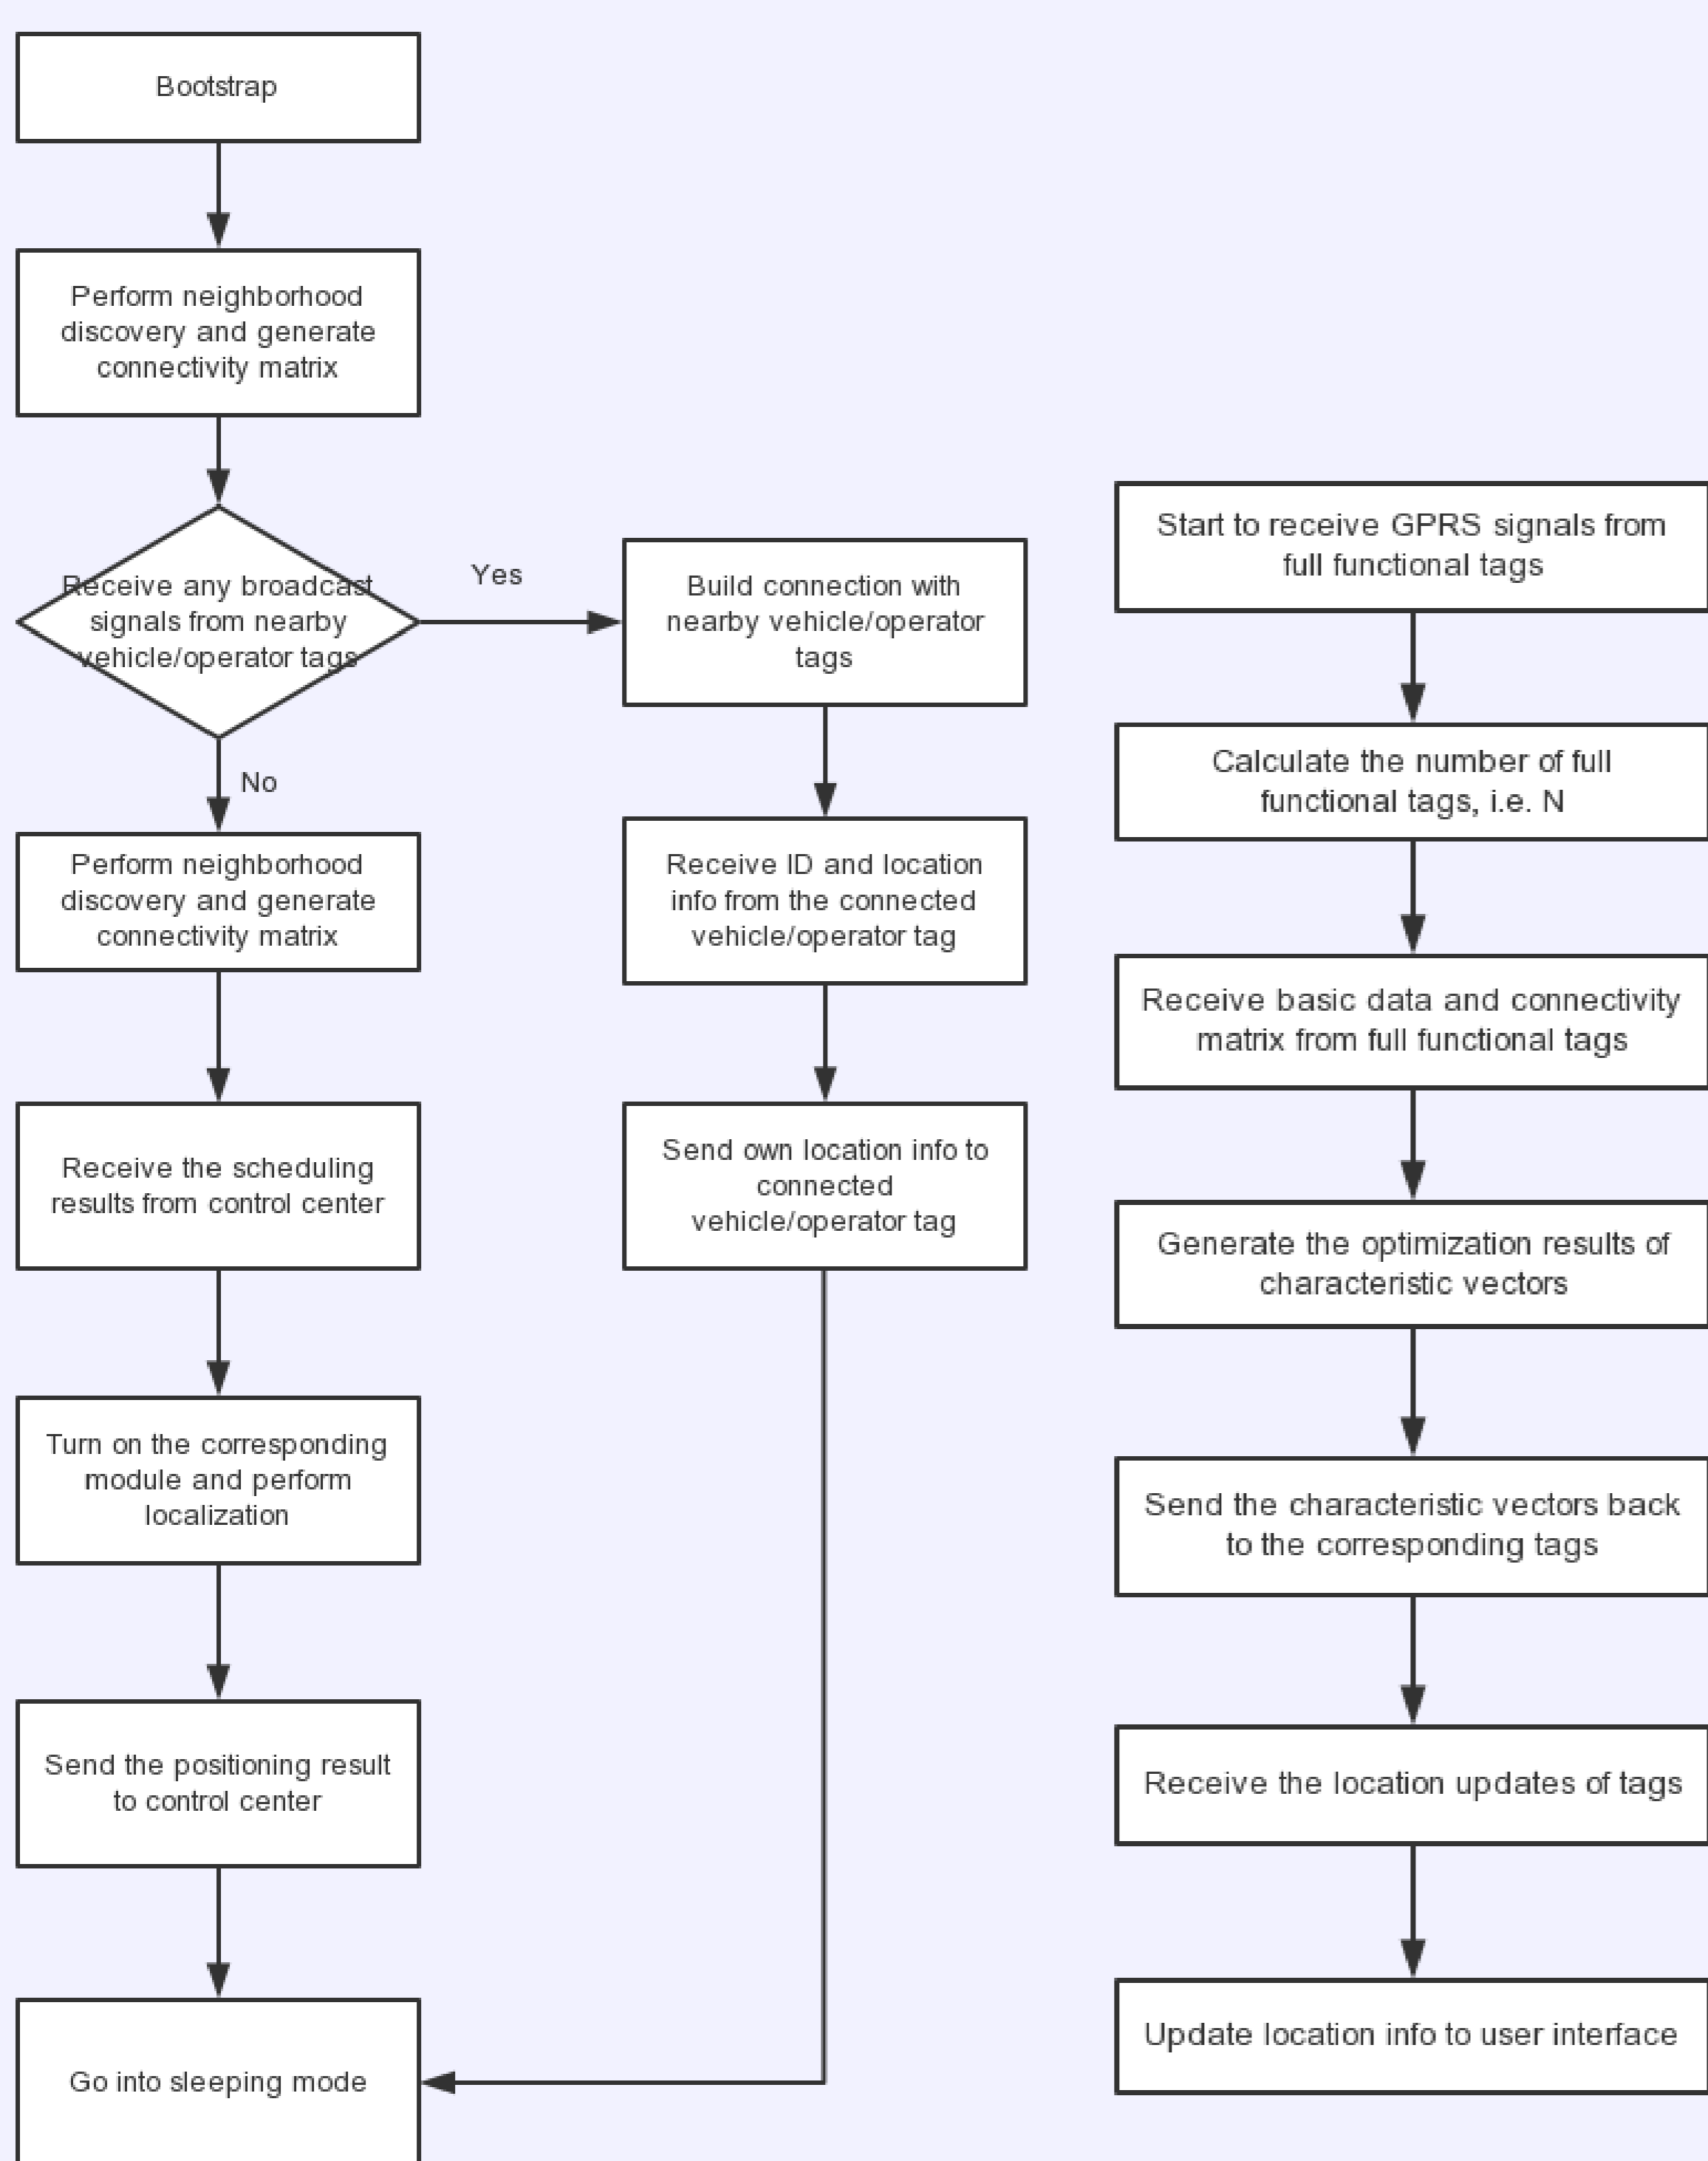 Bootstrap
Perform neighborhood
discovery and generate
connectivity matrix
Receive any broadcast
signals from nearby
vehicle/operator tags
Yes
No
Perform neighborhood
discovery and generate
connectivity matrix
Receive the scheduling
results from control center
Turn on the corresponding
module and perform
localization
Send the positioning result
to control center
Go into sleeping mode
Build connection with
nearby vehicle/operator
tags
Receive ID and location
info from the connected
vehicle/operator tag
Send own location info to
connected
vehicle/operator tag
Start to receive GPRS signals from
full functional tags
Calculate the number of full
functional tags, i.e. N
Receive basic data and connectivity
matrix from full functional tags
Generate the optimization results of
characteristic vectors
Send the characteristic vectors back
to the corresponding tags
Receive the location updates of tags
Update location info to user interface